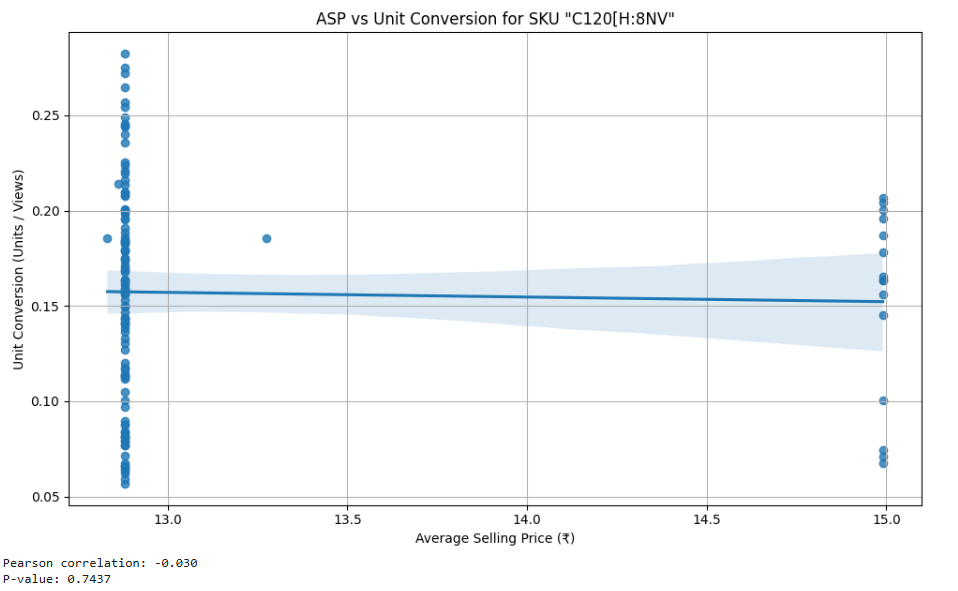 ASP vs Unit Conversion for SKU "C120[H:8NV"
Unit Conversion (Units / Views)
0.25
0.20
0.15
0.10
0.05
13.0 13.5 14.0 14.5 15.0
Average Selling Price (₹)
Pearson correlation: -0.030
P-value: 0.7437